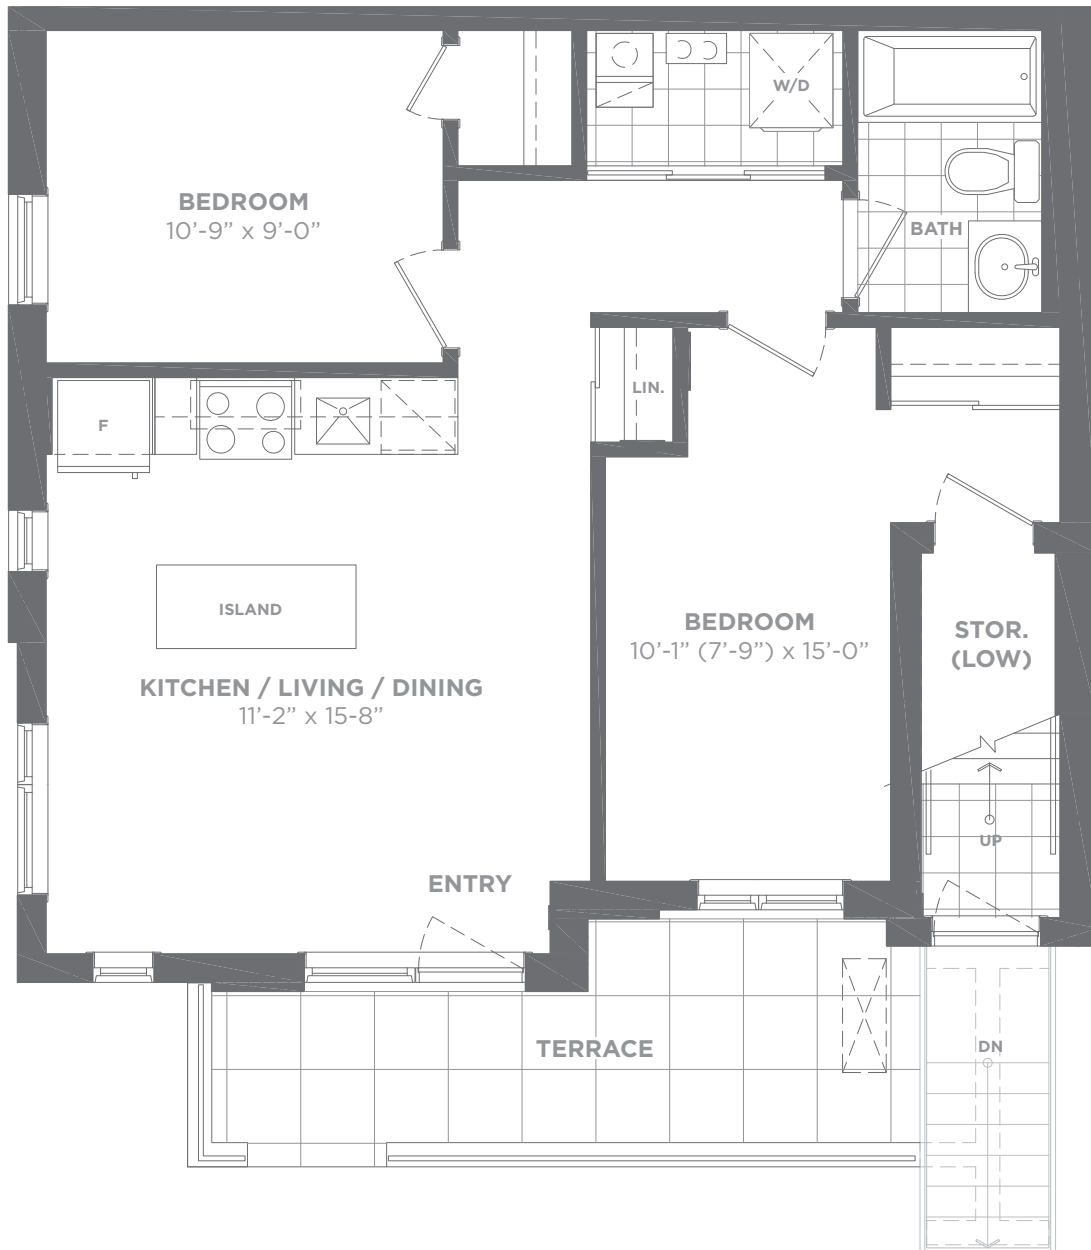 W/D
BEDROOM
10’-9” x 9’-0”
BATH
LIN.
F
ISLAND
BEDROOM
10’-1” (7’-9”) x 15’-0”
STOR.
(LOW)
KITCHEN / LIVING / DINING
11’-2” x 15-8”
UP
ENTRY
TERRACE
DN